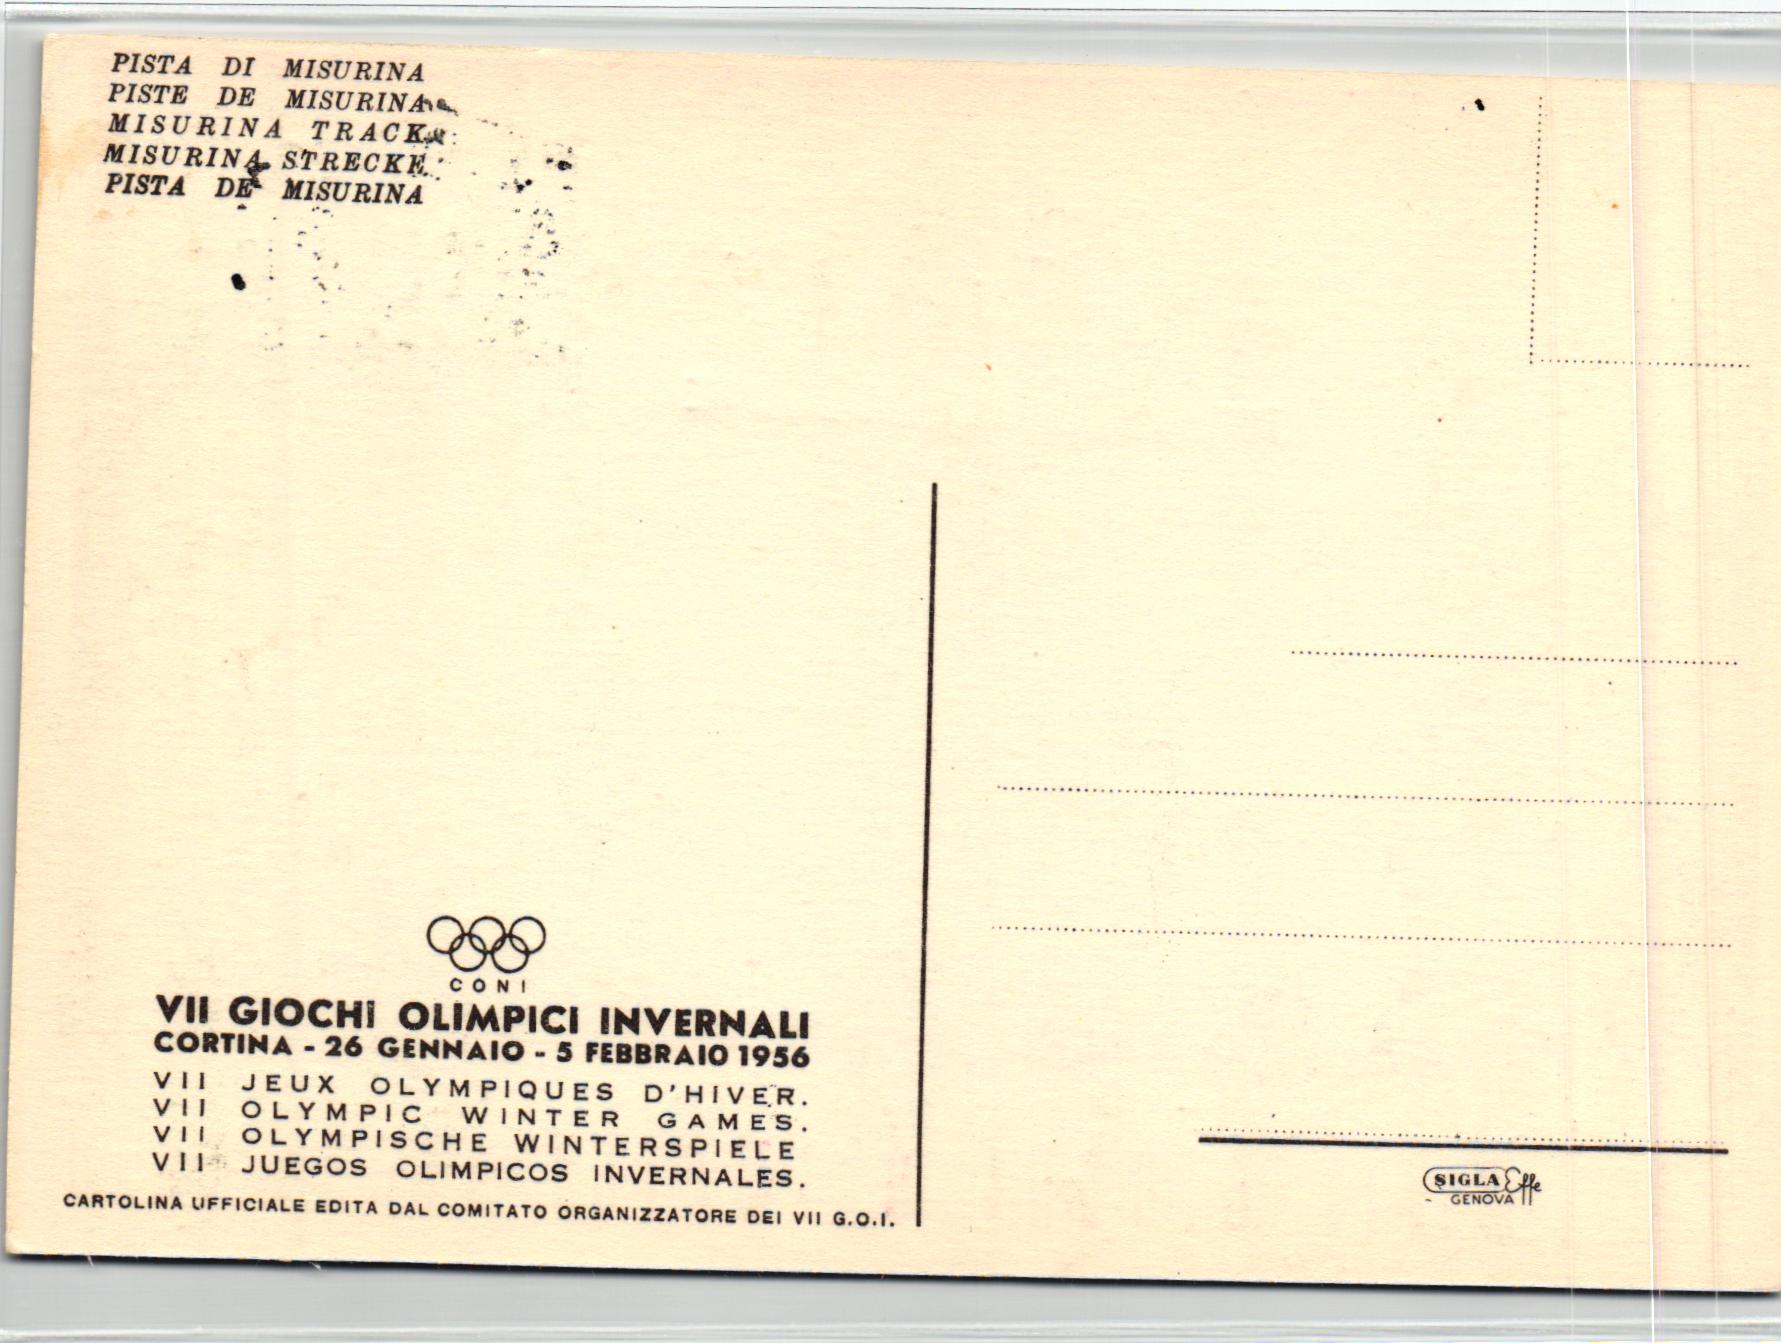 PISTA DI MISURINA
PISTE DE MISURINA
MISURINA TRACK
MISURINA STRECKE
PISTA DE MISURINA
CONI
VII GIOCHI OLIMPICI INVERNALI
CORTINA - 26 GENNAIO - 5 FEBBRAIO 1956
VII JEUX OLYMPIQUES D'HIVER.
VII OLYMPIC WINTER GAMES.
VII OLYMPISCHE WINTERSPIELE
VII JUEGOS OLIMPICOS INVERNALES.
CARTOLINA UFFICIALE EDITA DAL COMITATO ORGANIZZATORE DEI VII G.O.I.
SIGLA Effe
GENOVA